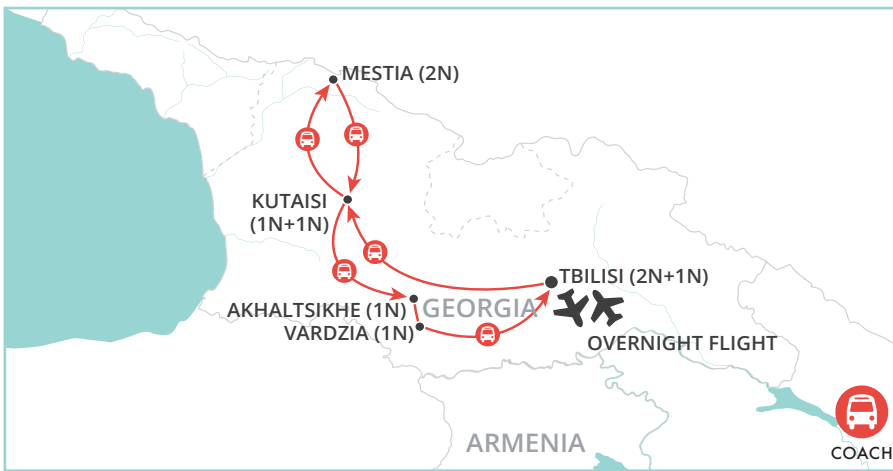 MESTIA (2N)
KUTAISI
(1N+1N)
TBILISI (2N+1N)
AKHALTSIKHE (1N)
GEORGIA
VARDZIA (1N)
OVERNIGHT FLIGHT
ARMENIA
COACH